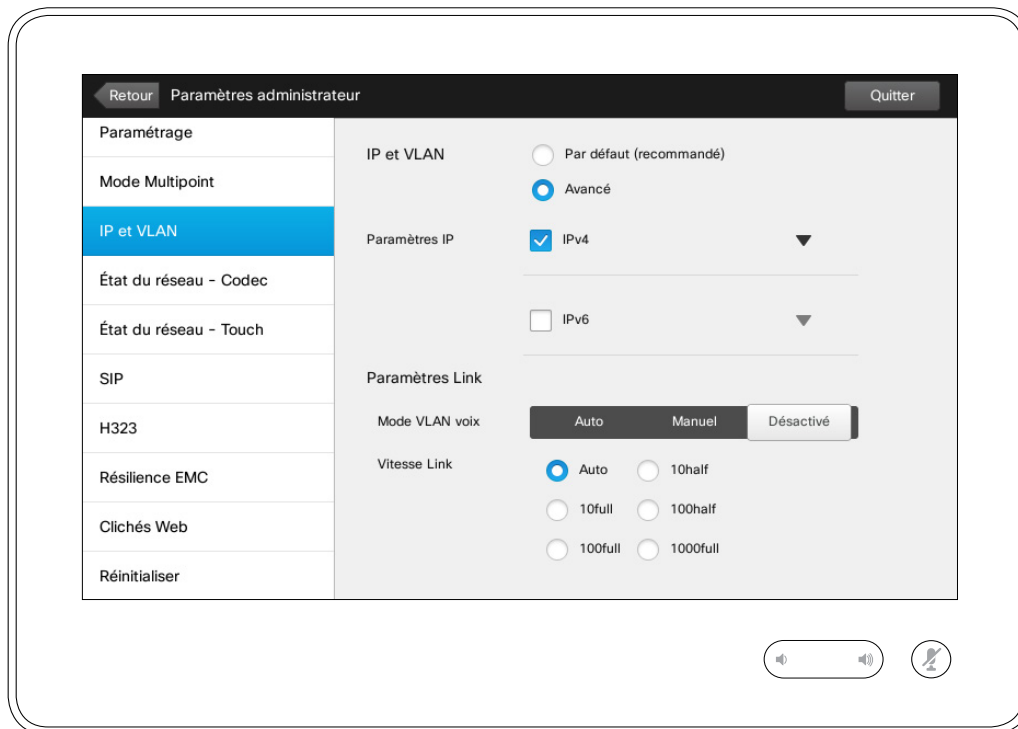 Retour Paramètres administrateur Quitter
Paramétrage
Mode Multipoint
IP et VLAN
État du réseau - Codec
État du réseau - Touch
SIP
H323
Résilience EMC
Clichés Web
Réinitialiser
IP et VLAN Par défaut (recommandé)
Avancé
Paramètres IP IPv4
IPv6
Paramètres Link
Mode VLAN voix Auto Manuel Désactivé
Vitesse Link Auto 10half
10full 100half
100full 1000full